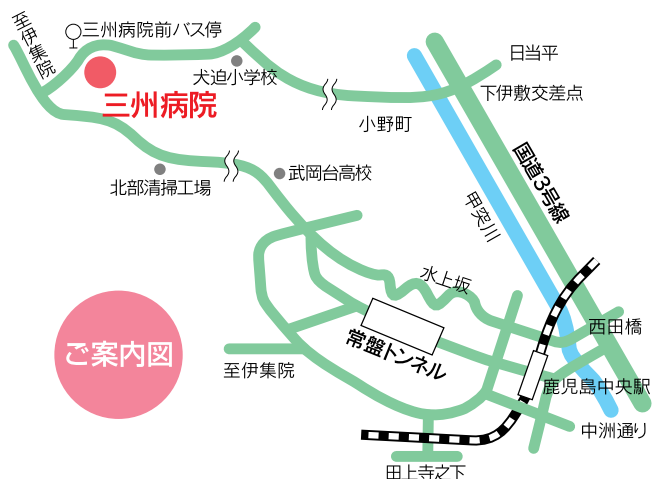 至伊集院
三州病院前バス停
三州病院
犬迫小学校
日当平
下伊敷交差点
小野町
国道3号線
甲突川
北部清掃工場
武岡台高校
水上坂
常盤トンネル
西田橋
ご案内図
至伊集院
鹿児島中央駅
中洲通り
田上寺之下